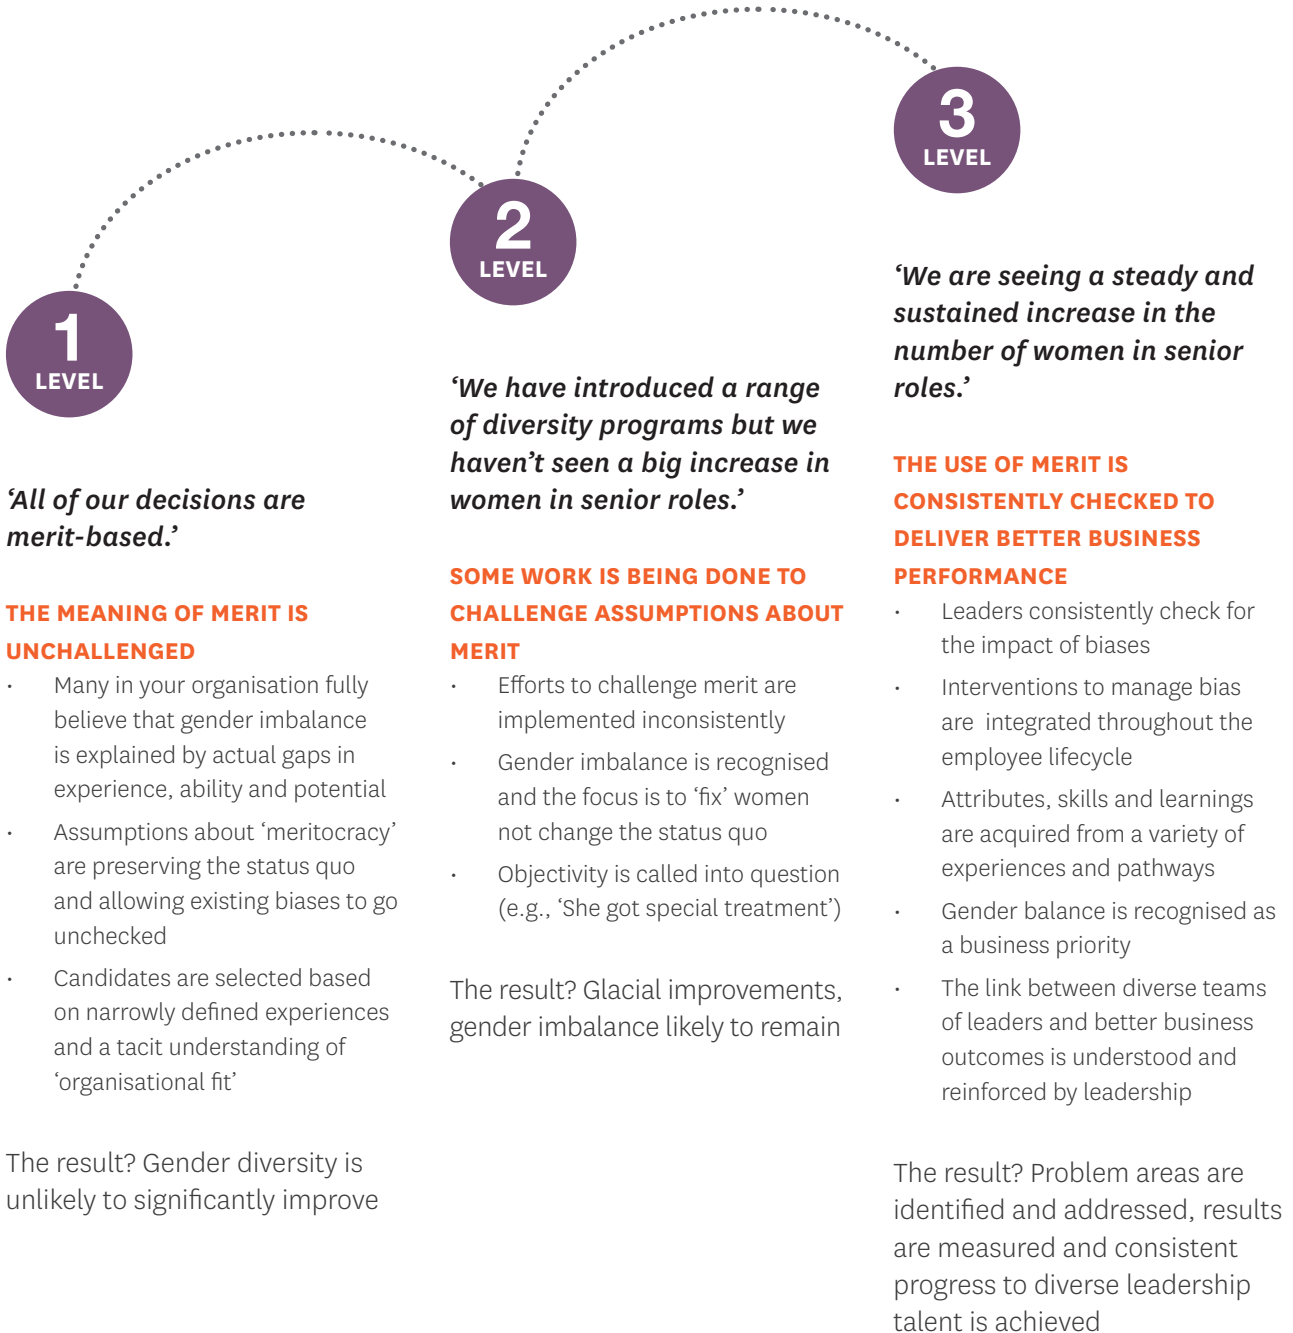 1
LEVEL
‘All of our decisions are
merit-based.’
THE MEANING OF MERIT IS
UNCHALLENGED
• Many in your organisation fully
believe that gender imbalance
is explained by actual gaps in
experience, ability and potential
• Assumptions about ‘meritocracy’
are preserving the status quo
and allowing existing biases to go
unchecked
• Candidates are selected based
on narrowly defined experiences
and a tacit understanding of
‘organisational fit’
The result? Gender diversity is
unlikely to significantly improve
2
LEVEL
‘We have introduced a range
of diversity programs but we
haven’t seen a big increase in
women in senior roles.’
SOME WORK IS BEING DONE TO
CHALLENGE ASSUMPTIONS ABOUT
MERIT
• Efforts to challenge merit are
implemented inconsistently
• Gender imbalance is recognised
and the focus is to ‘fix’ women
not change the status quo
• Objectivity is called into question
(e.g., ‘She got special treatment’)
The result? Glacial improvements,
gender imbalance likely to remain
3
LEVEL
‘We are seeing a steady and
sustained increase in the
number of women in senior
roles.’
THE USE OF MERIT IS
CONSISTENTLY CHECKED TO
DELIVER BETTER BUSINESS
PERFORMANCE
• Leaders consistently check for
the impact of biases
• Interventions to manage bias
are integrated throughout the
employee lifecycle
• Attributes, skills and learnings
are acquired from a variety of
experiences and pathways
• Gender balance is recognised as
a business priority
• The link between diverse teams
of leaders and better business
outcomes is understood and
reinforced by leadership
The result? Problem areas are
identified and addressed, results
are measured and consistent
progress to diverse leadership
talent is achieved